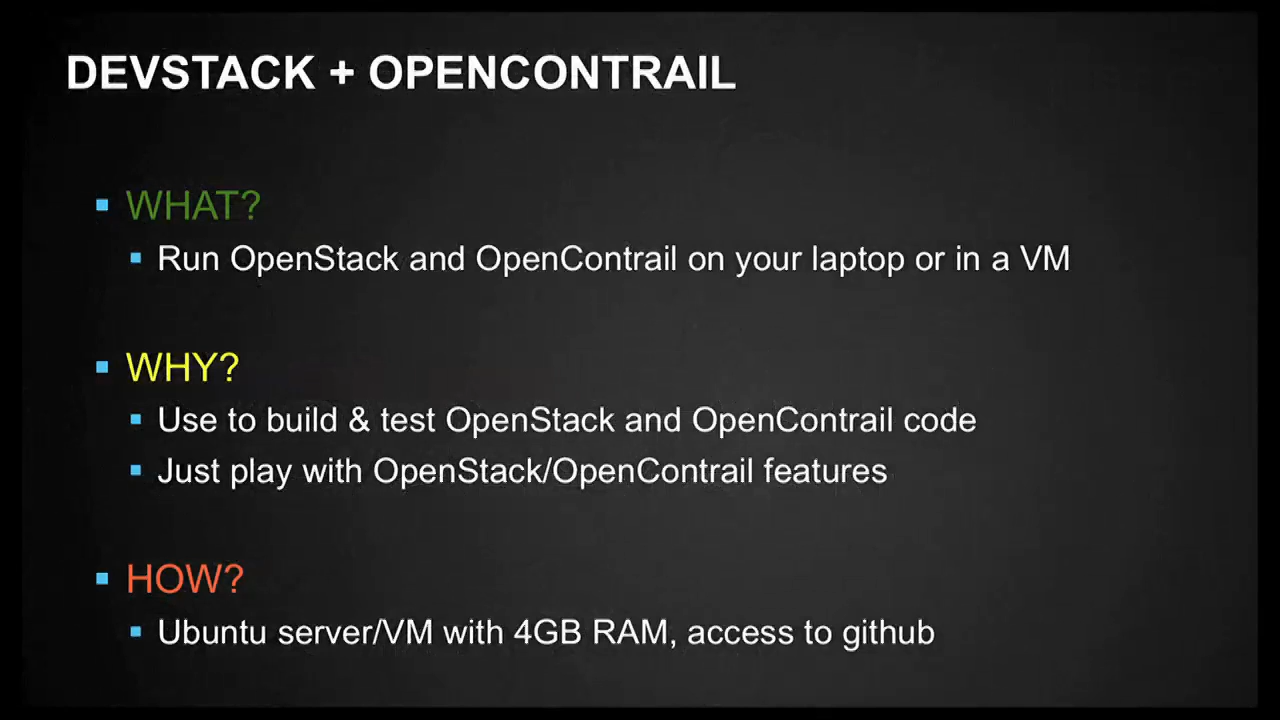 DEVSTACK + OPENCONTRAIL
WHAT?
Run OpenStack and OpenContrail on your laptop or in a VM
WHY?
Use to build & test OpenStack and OpenContrail code
Just play with OpenStack/OpenContrail features
HOW?
Ubuntu server/VM with 4GB RAM, access to github